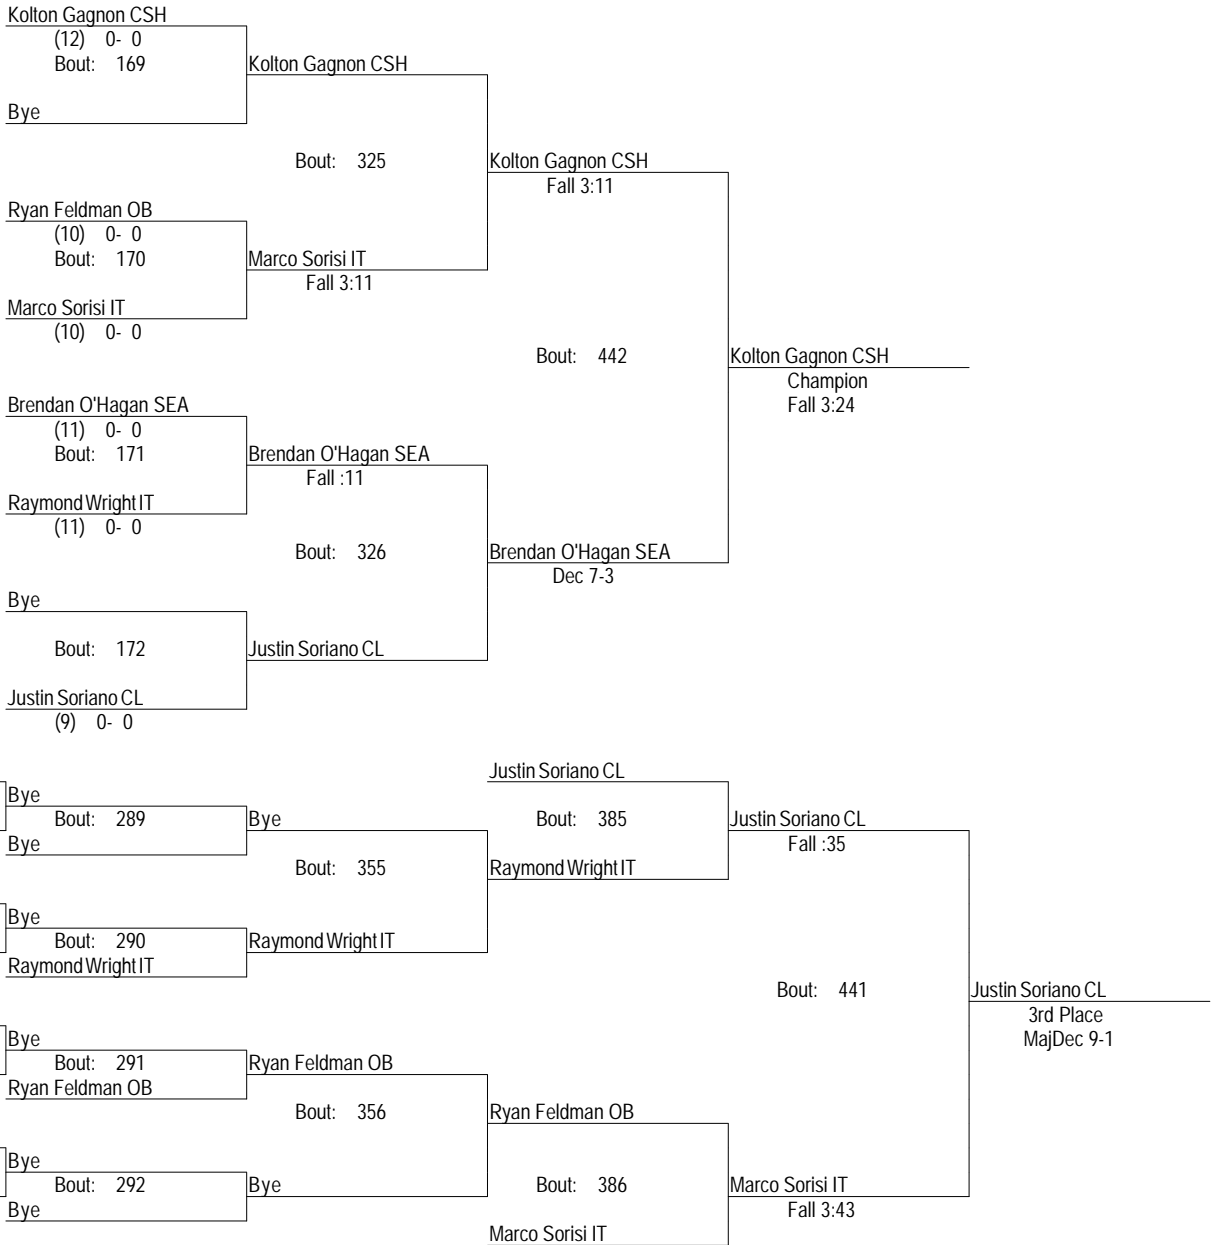 Kolton Gagnon CSH
(12) 0- 0
Bout: 169
Kolton Gagnon CSH
Bye
Bout: 325
Kolton Gagnon CSH
Fall 3:11
Ryan Feldman OB
(10) 0- 0
Bout: 170
Marco Sorisi IT
Fall 3:11
Marco Sorisi IT
(10) 0- 0
Bout: 442
Kolton Gagnon CSH
Champion
Fall 3:24
Brendan O'Hagan SEA
(11) 0- 0
Bout: 171
Brendan O'Hagan SEA
Fall :11
Raymond Wright IT
(11) 0- 0
Bout: 326
Brendan O'Hagan SEA
Dec 7-3
Bye
Bout: 172
Justin Soriano CL
Justin Soriano CL
(9) 0- 0
Justin Soriano CL
Bye
Bout: 289
Bye
Bout: 385
Justin Soriano CL
Fall :35
Bye
Bout: 355
Raymond Wright IT
Bye
Bout: 290
Raymond Wright IT
Raymond Wright IT
Bout: 441
Justin Soriano CL
3rd Place
MajDec 9-1
Bye
Bout: 291
Ryan Feldman OB
Ryan Feldman OB
Bout: 356
Ryan Feldman OB
Bye
Bout: 292
Bye
Bout: 386
Marco Sorisi IT
Fall 3:43
Bye
Marco Sorisi IT